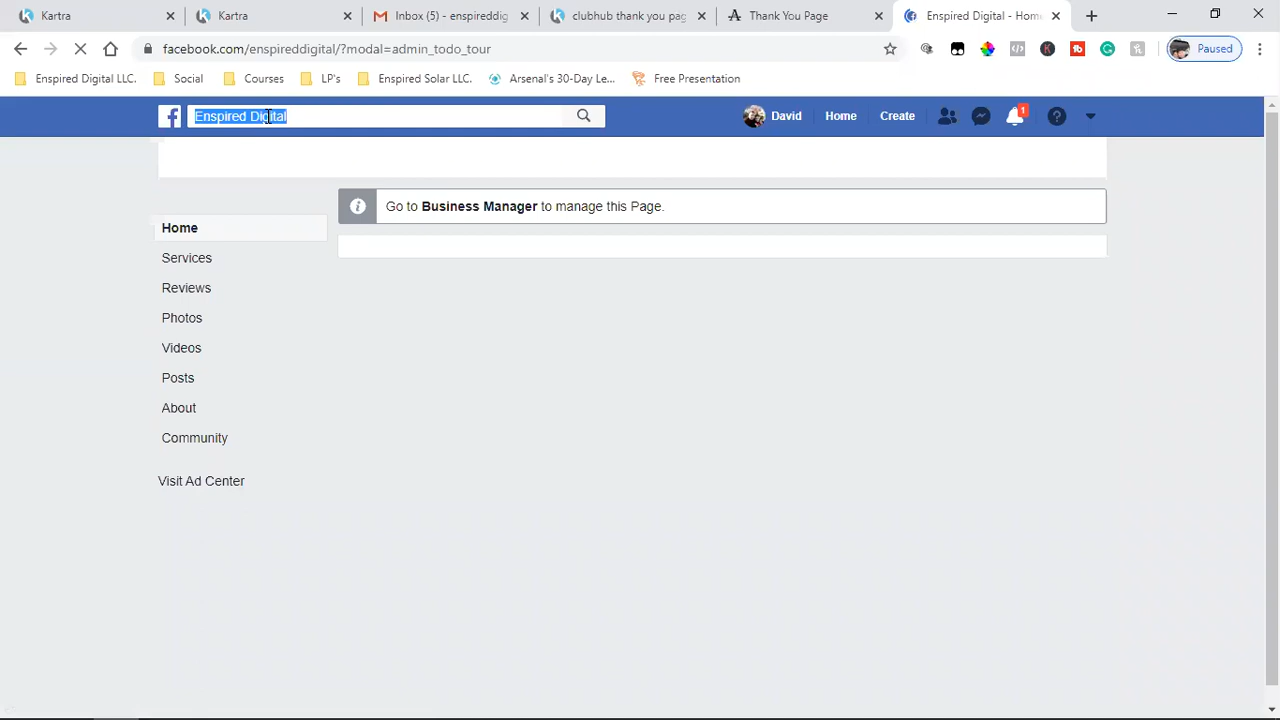 Kartra
Kartra
Inbox (5) - enspireddig
clubhub thank you pag
Thank You Page
Enspired Digital - Home
facebook.com/enspireddigital/?modal=admin_todo_tour
Paused
Enspired Digital LLC.
Social
Courses
LP's
Enspired Solar LLC.
Arsenal's 30-Day Le...
Free Presentation
Enspired Digital
David
Home
Create
1
Go to Business Manager to manage this Page.
Home
Services
Reviews
Photos
Videos
Posts
About
Community
Visit Ad Center